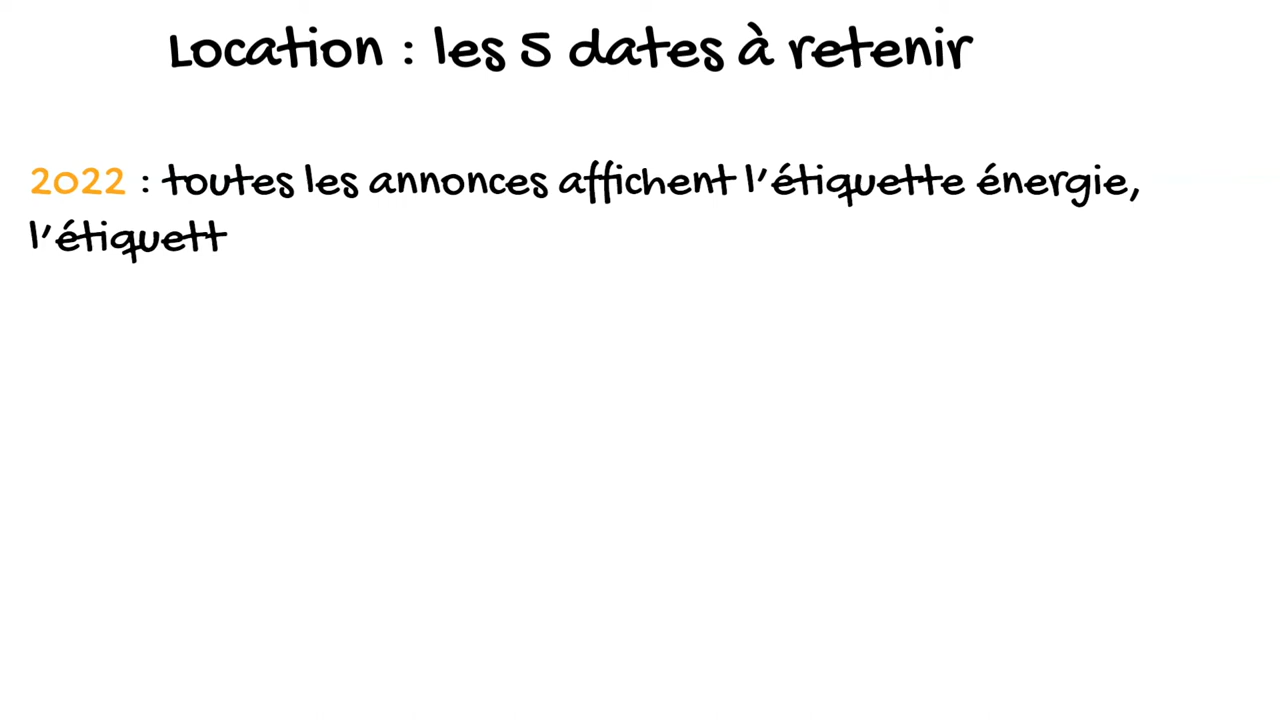 Location : les 5 dates à retenir
2022 : toutes les annonces affichent l'étiquette énergie,
l'étiquett